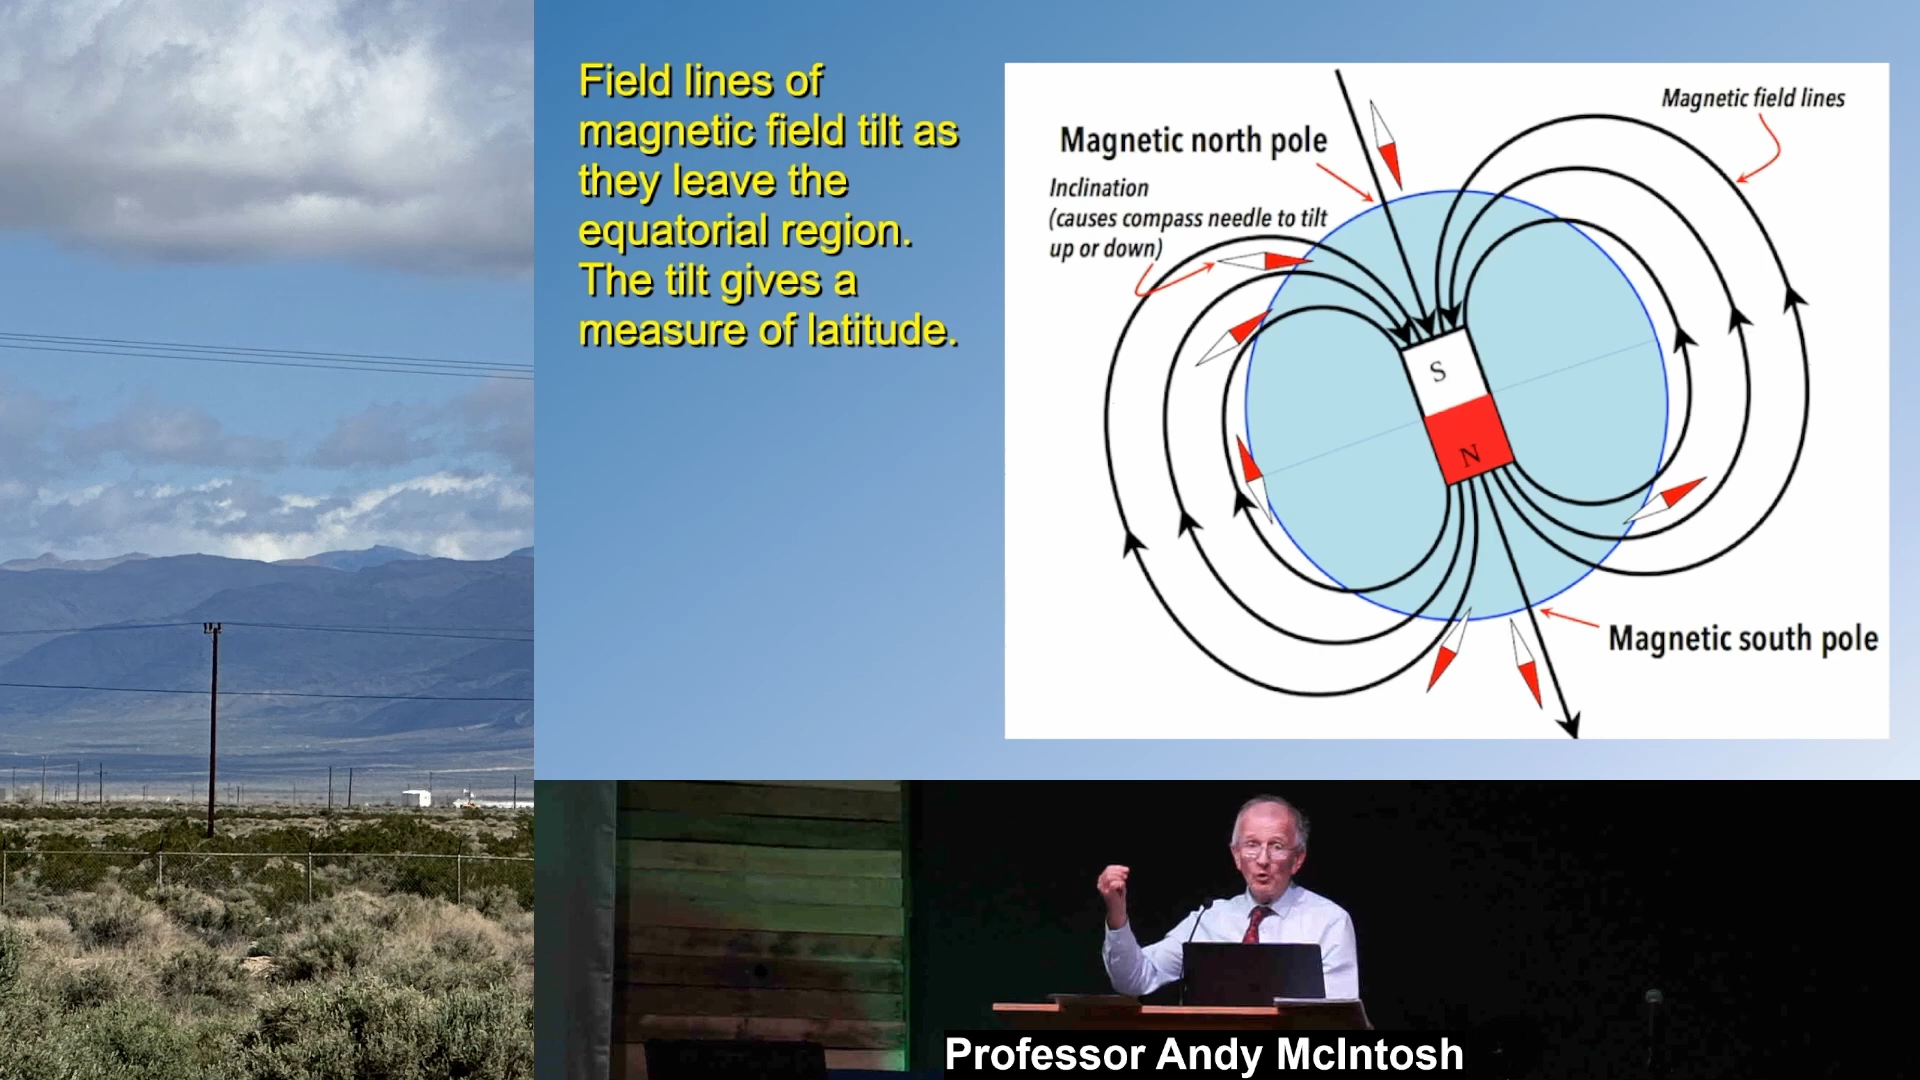 Field lines of
magnetic field tilt as
they leave the
equatorial region.
The tilt gives a
measure of latitude.
Magnetic field lines
Magnetic north pole
Inclination
(causes compass needle to tilt
up or down)
S
N
Magnetic south pole
Professor Andy McIntosh